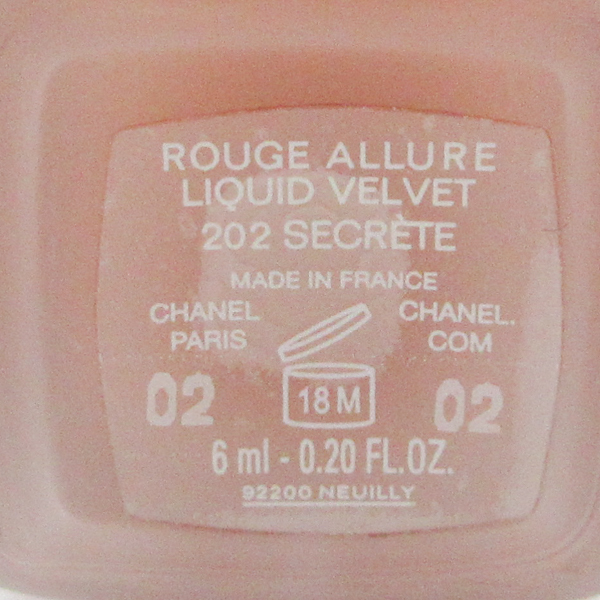 ROUGE ALLURE
LIQUID VELVET
202 SECRÈTE
MADE IN FRANCE
CHANEL
PARIS
CHANEL.
COM
02
18 M
02
6 ml - 0.20 FL.OZ.
92200 NEUILLY